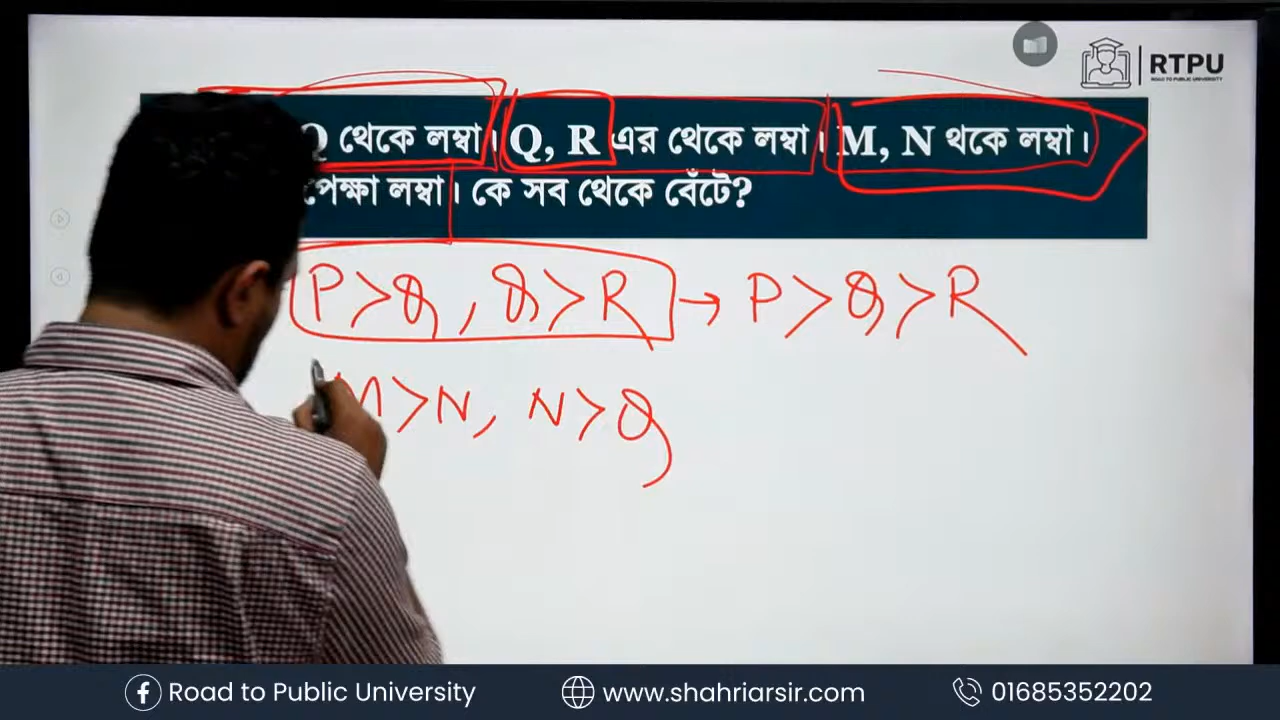 RTPU
ROAD TO PUBLIC UNIVERSITY
Q থেকে লম্বা। Q, R এর থেকে লম্বা। M, N থকে লম্বা।
লম্বা। কে সব থেকে বেঁটে?
P>Q, Q>R → P>Q>R
M>N, N>Q
Road to Public University www.shahriarsir.com 01685352202